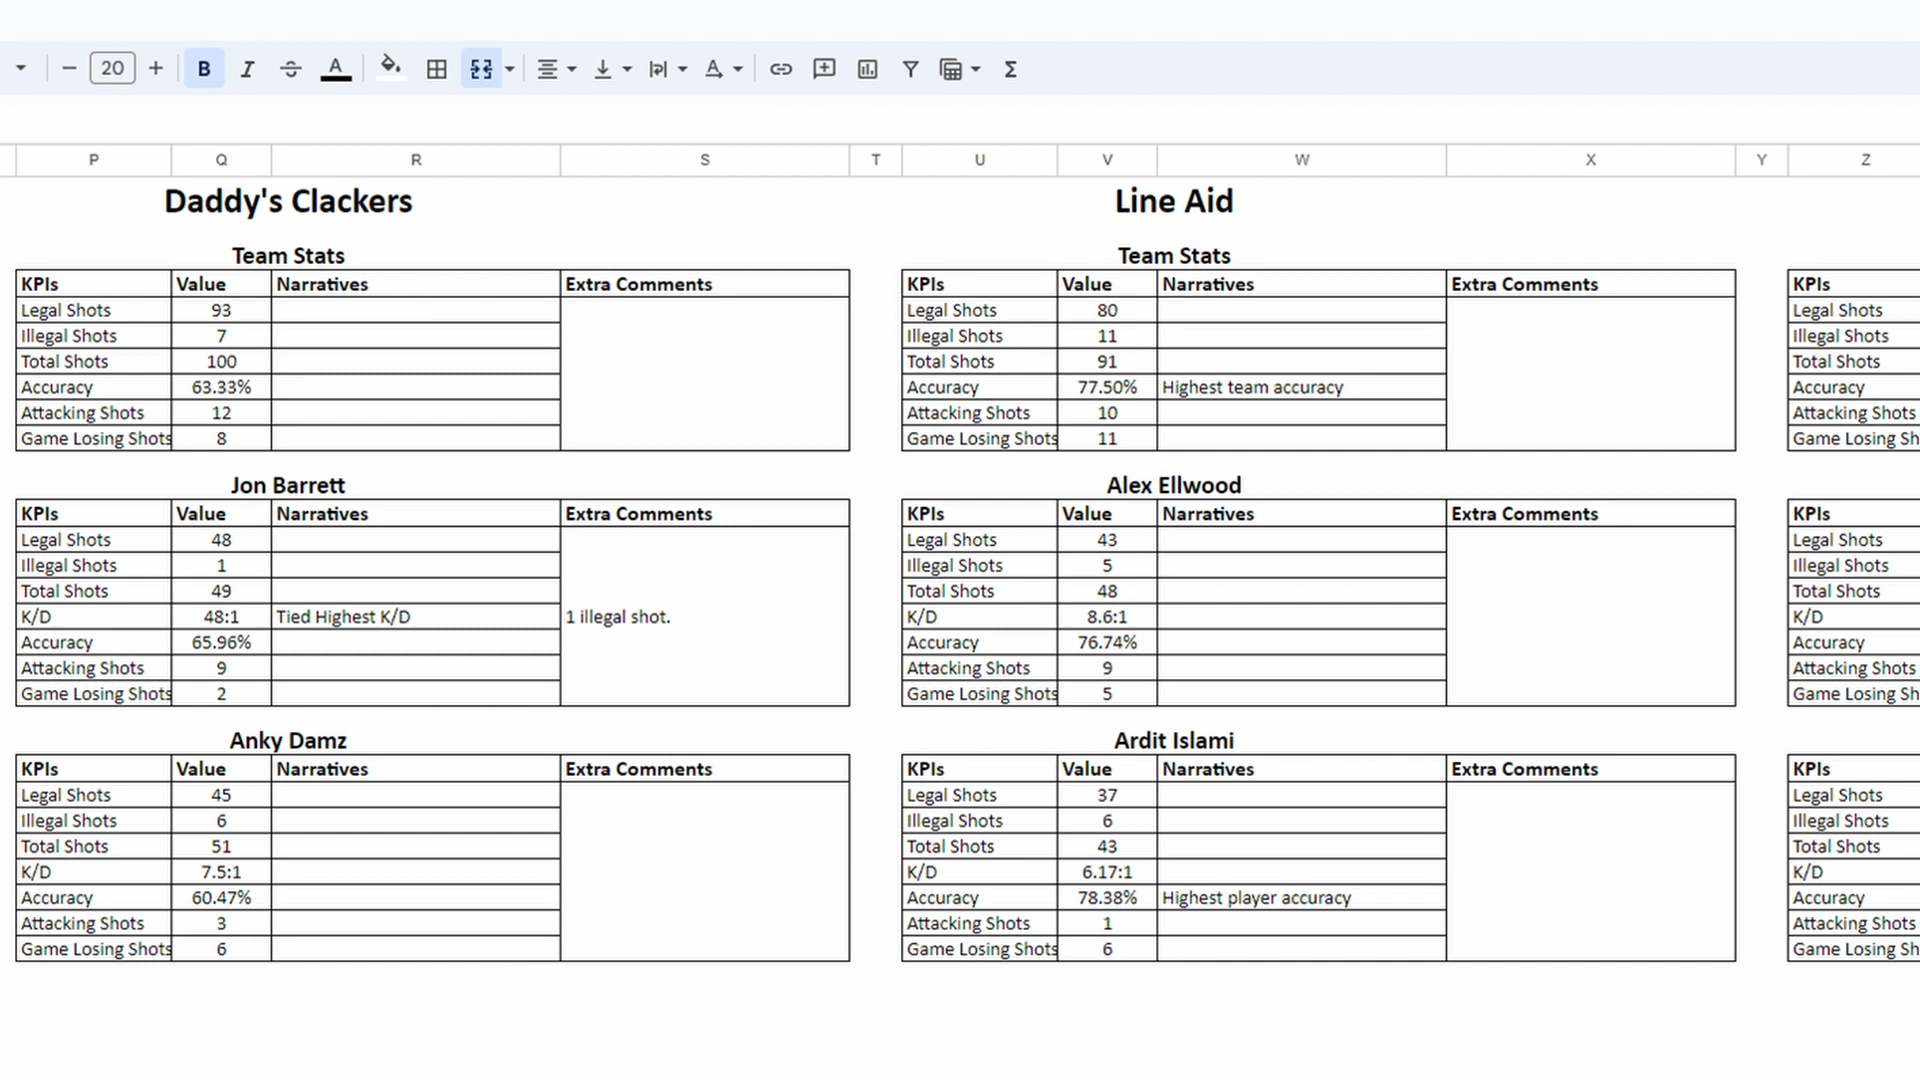 20
B I S A
Σ
P Q R S T U V W X Y Z
Daddy's Clackers
Team Stats
KPIs Value Narratives Extra Comments
Legal Shots 93
Illegal Shots 7
Total Shots 100
Accuracy 63.33%
Attacking Shots 12
Game Losing Shots 8
Jon Barrett
KPIs Value Narratives Extra Comments
Legal Shots 48
Illegal Shots 1
Total Shots 49
K/D 48:1 Tied Highest K/D 1 illegal shot.
Accuracy 65.96%
Attacking Shots 9
Game Losing Shots 2
Anky Damz
KPIs Value Narratives Extra Comments
Legal Shots 45
Illegal Shots 6
Total Shots 51
K/D 7.5:1
Accuracy 60.47%
Attacking Shots 3
Game Losing Shots 6
Line Aid
Team Stats
KPIs Value Narratives Extra Comments
Legal Shots 80
Illegal Shots 11
Total Shots 91
Accuracy 77.50% Highest team accuracy
Attacking Shots 10
Game Losing Shots 11
Alex Ellwood
KPIs Value Narratives Extra Comments
Legal Shots 43
Illegal Shots 5
Total Shots 48
K/D 8.6:1
Accuracy 76.74%
Attacking Shots 9
Game Losing Shots 5
Ardit Islami
KPIs Value Narratives Extra Comments
Legal Shots 37
Illegal Shots 6
Total Shots 43
K/D 6.17:1
Accuracy 78.38% Highest player accuracy
Attacking Shots 1
Game Losing Shots 6
KPIs
Legal Shots
Illegal Shots
Total Shots
Accuracy
Attacking Shots
Game Losing Sh
KPIs
Legal Shots
Illegal Shots
Total Shots
K/D
Accuracy
Attacking Shots
Game Losing Sh
KPIs
Legal Shots
Illegal Shots
Total Shots
K/D
Accuracy
Attacking Shots
Game Losing Sh